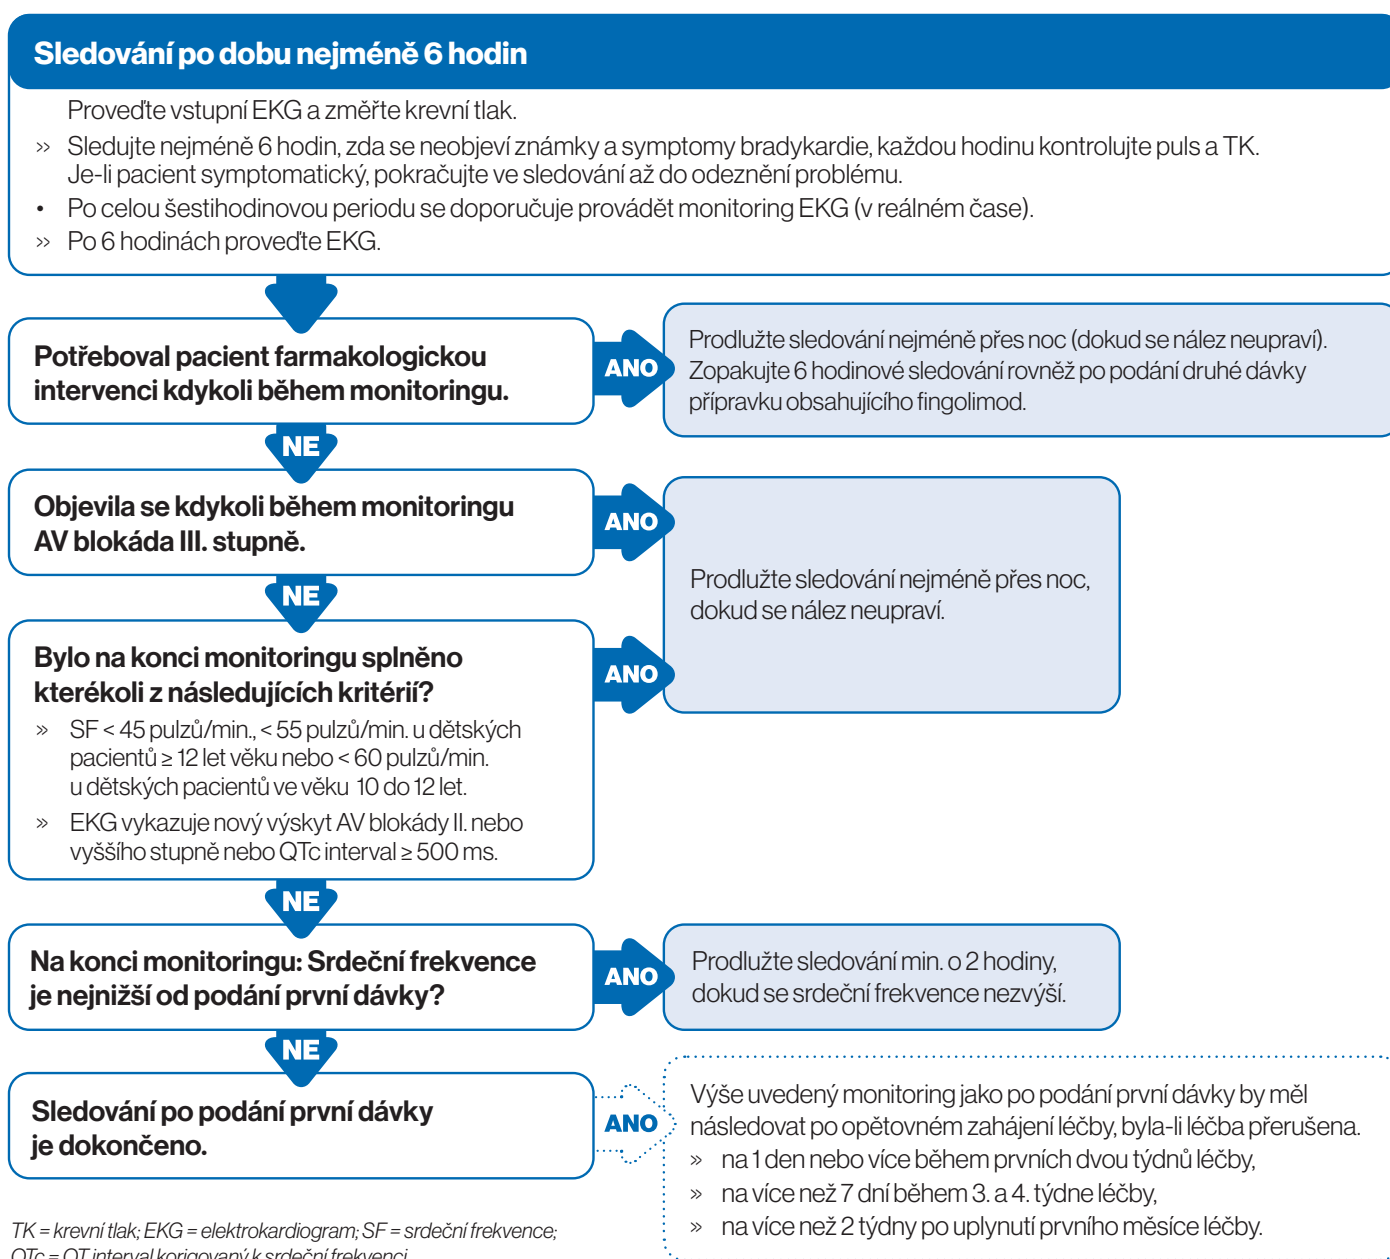 Sledování po dobu nejméně 6 hodin
Proveďte vstupní EKG a změřte krevní tlak.
» Sledujte nejméně 6 hodin, zda se neobjeví známky a symptomy bradykardie, každou hodinu kontrolujte puls a TK.
Je-li pacient symptomatický, pokračujte ve sledování až do odeznění problému.
• Po celou šestihodinovou periodu se doporučuje provádět monitoring EKG (v reálném čase).
» Po 6 hodinách proveďte EKG.
Potřeboval pacient farmakologickou
intervenci kdykoli během monitoringu.
ANO
Prodlužte sledování nejméně přes noc (dokud se nález neupraví).
Zopakujte 6 hodinové sledování rovněž po podání druhé dávky
přípravku obsahujícího fingolimod.
NE
Objevila se kdykoli během monitoringu
AV blokáda III. stupně.
ANO
Prodlužte sledování nejméně přes noc,
dokud se nález neupraví.
NE
Bylo na konci monitoringu splněno
kterékoli z následujících kritérií?
» SF < 45 pulzů/min., < 55 pulzů/min. u dětských
pacientů ≥ 12 let věku nebo < 60 pulzů/min.
u dětských pacientů ve věku 10 do 12 let.
» EKG vykazuje nový výskyt AV blokády II. nebo
vyššího stupně nebo QTc interval ≥ 500 ms.
ANO
NE
Na konci monitoringu: Srdeční frekvence
je nejnižší od podání první dávky?
ANO
Prodlužte sledování min. o 2 hodiny,
dokud se srdeční frekvence nezvýší.
NE
Sledování po podání první dávky
je dokončeno.
ANO
Výše uvedený monitoring jako po podání první dávky by měl
následovat po opětovném zahájení léčby, byla-li léčba přerušena.
» na 1 den nebo více během prvních dvou týdnů léčby,
» na více než 7 dní během 3. a 4. týdne léčby,
» na více než 2 týdny po uplynutí prvního měsíce léčby.
TK = krevní tlak; EKG = elektrokardiogram; SF = srdeční frekvence;
QTc = QT interval korigovaný k srdeční frekvenci